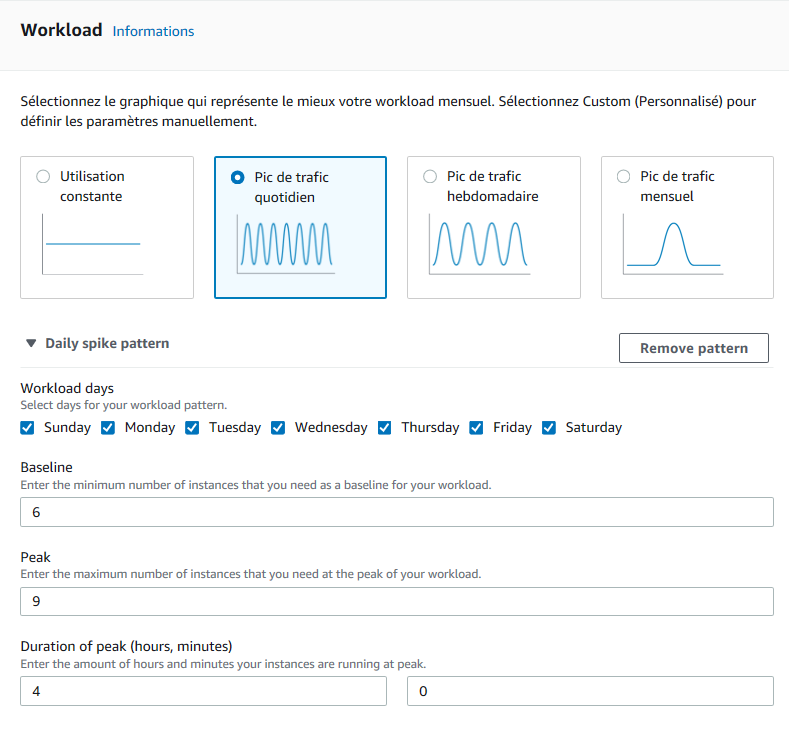 Workload Informations
Sélectionnez le graphique qui représente le mieux votre workload mensuel. Sélectionnez Custom (Personnalisé) pour
définir les paramètres manuellement.
Utilisation
constante
Pic de trafic
quotidien
Pic de trafic
hebdomadaire
Pic de trafic
mensuel
Daily spike pattern
Remove pattern
Workload days
Select days for your workload pattern.
Sunday Monday Tuesday Wednesday Thursday Friday Saturday
Baseline
Enter the minimum number of instances that you need as a baseline for your workload.
6
Peak
Enter the maximum number of instances that you need at the peak of your workload.
9
Duration of peak (hours, minutes)
Enter the amount of hours and minutes your instances are running at peak.
4 0